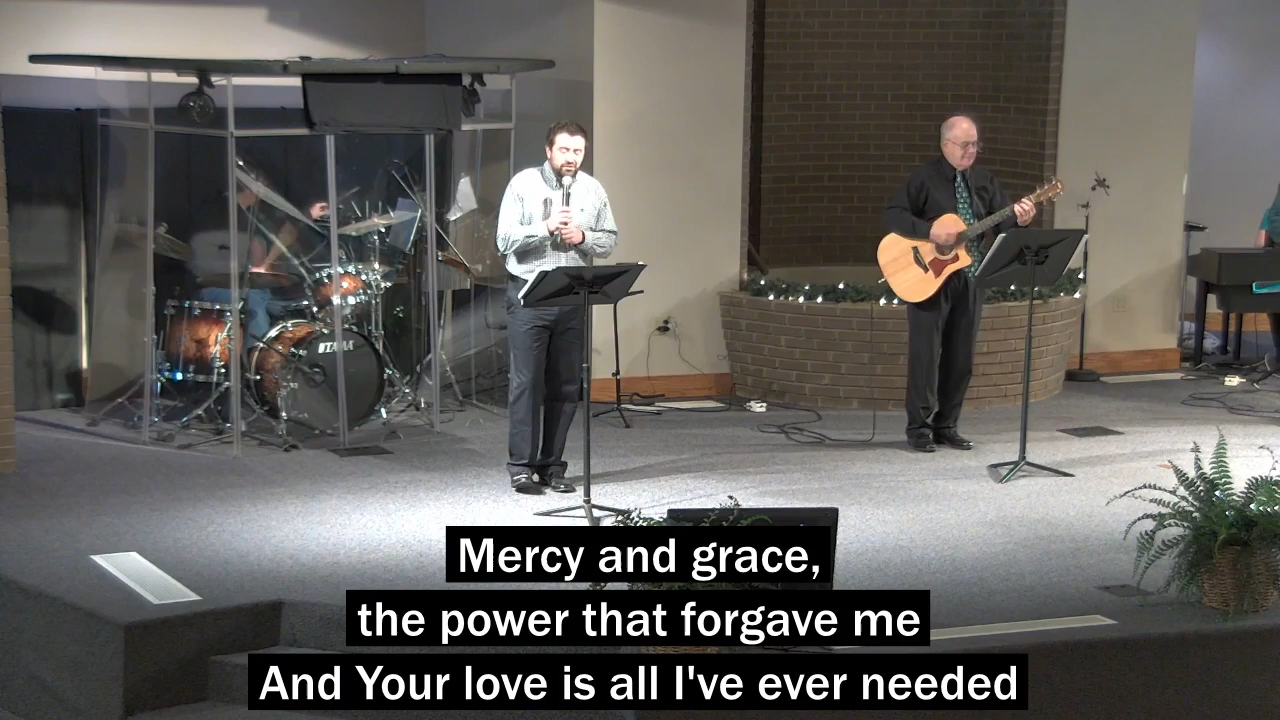 TAMA
Mercy and grace,
the power that forgave me
And Your love is all I've ever needed